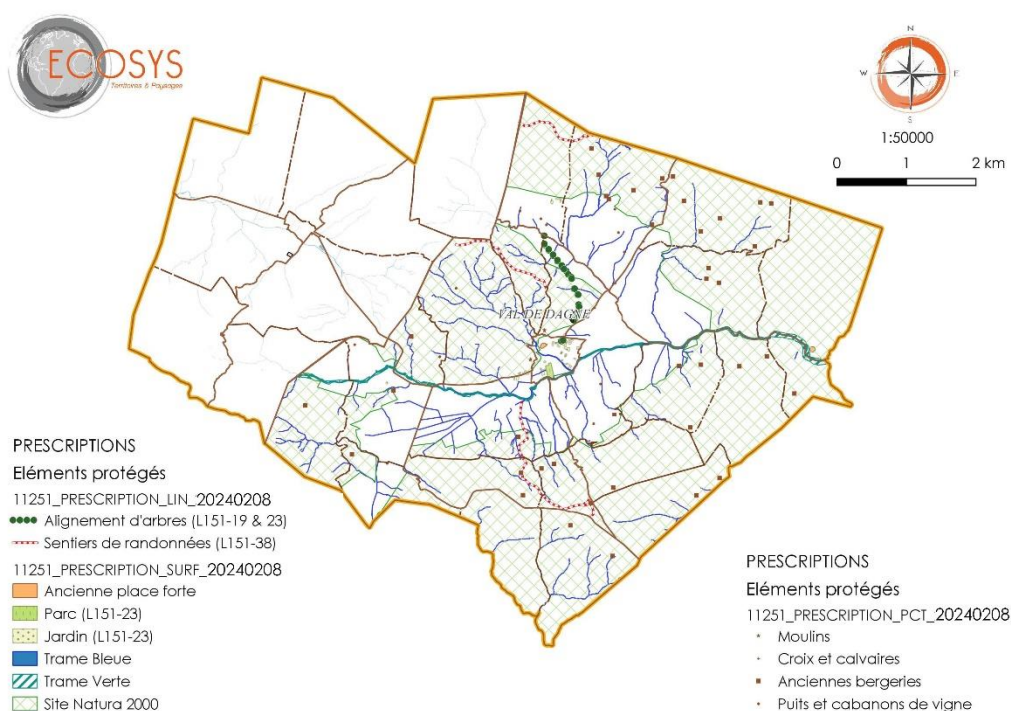 ECOSYS
Territoires & Paysages
N
W
E
S
1:50000
0 1 2 km
VAL DE DAGNE
PRESCRIPTIONS
Eléments protégés
11251_PRESCRIPTION_LIN_20240208
Alignement d'arbres (L151-19 & 23)
Sentiers de randonnées (L151-38)
11251_PRESCRIPTION_SURF_20240208
Ancienne place forte
Parc (L151-23)
Jardin (L151-23)
Trame Bleue
Trame Verte
Site Natura 2000
PRESCRIPTIONS
Eléments protégés
11251_PRESCRIPTION_PCT_20240208
Moulins
Croix et calvaires
Anciennes bergeries
Puits et cabanons de vigne